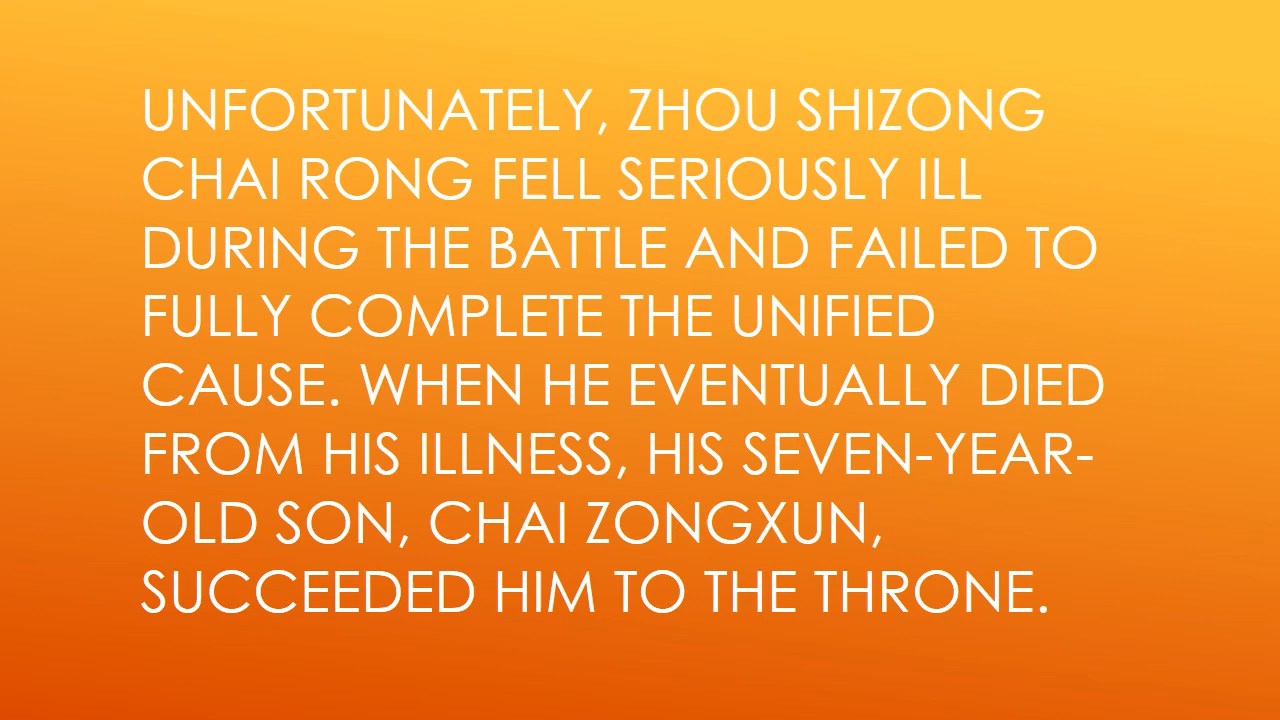 UNFORTUNATELY, ZHOU SHIZONG
CHAI RONG FELL SERIOUSLY ILL
DURING THE BATTLE AND FAILED TO
FULLY COMPLETE THE UNIFIED
CAUSE. WHEN HE EVENTUALLY DIED
FROM HIS ILLNESS, HIS SEVEN-YEAR-
OLD SON, CHAI ZONGXUN,
SUCCEEDED HIM TO THE THRONE.